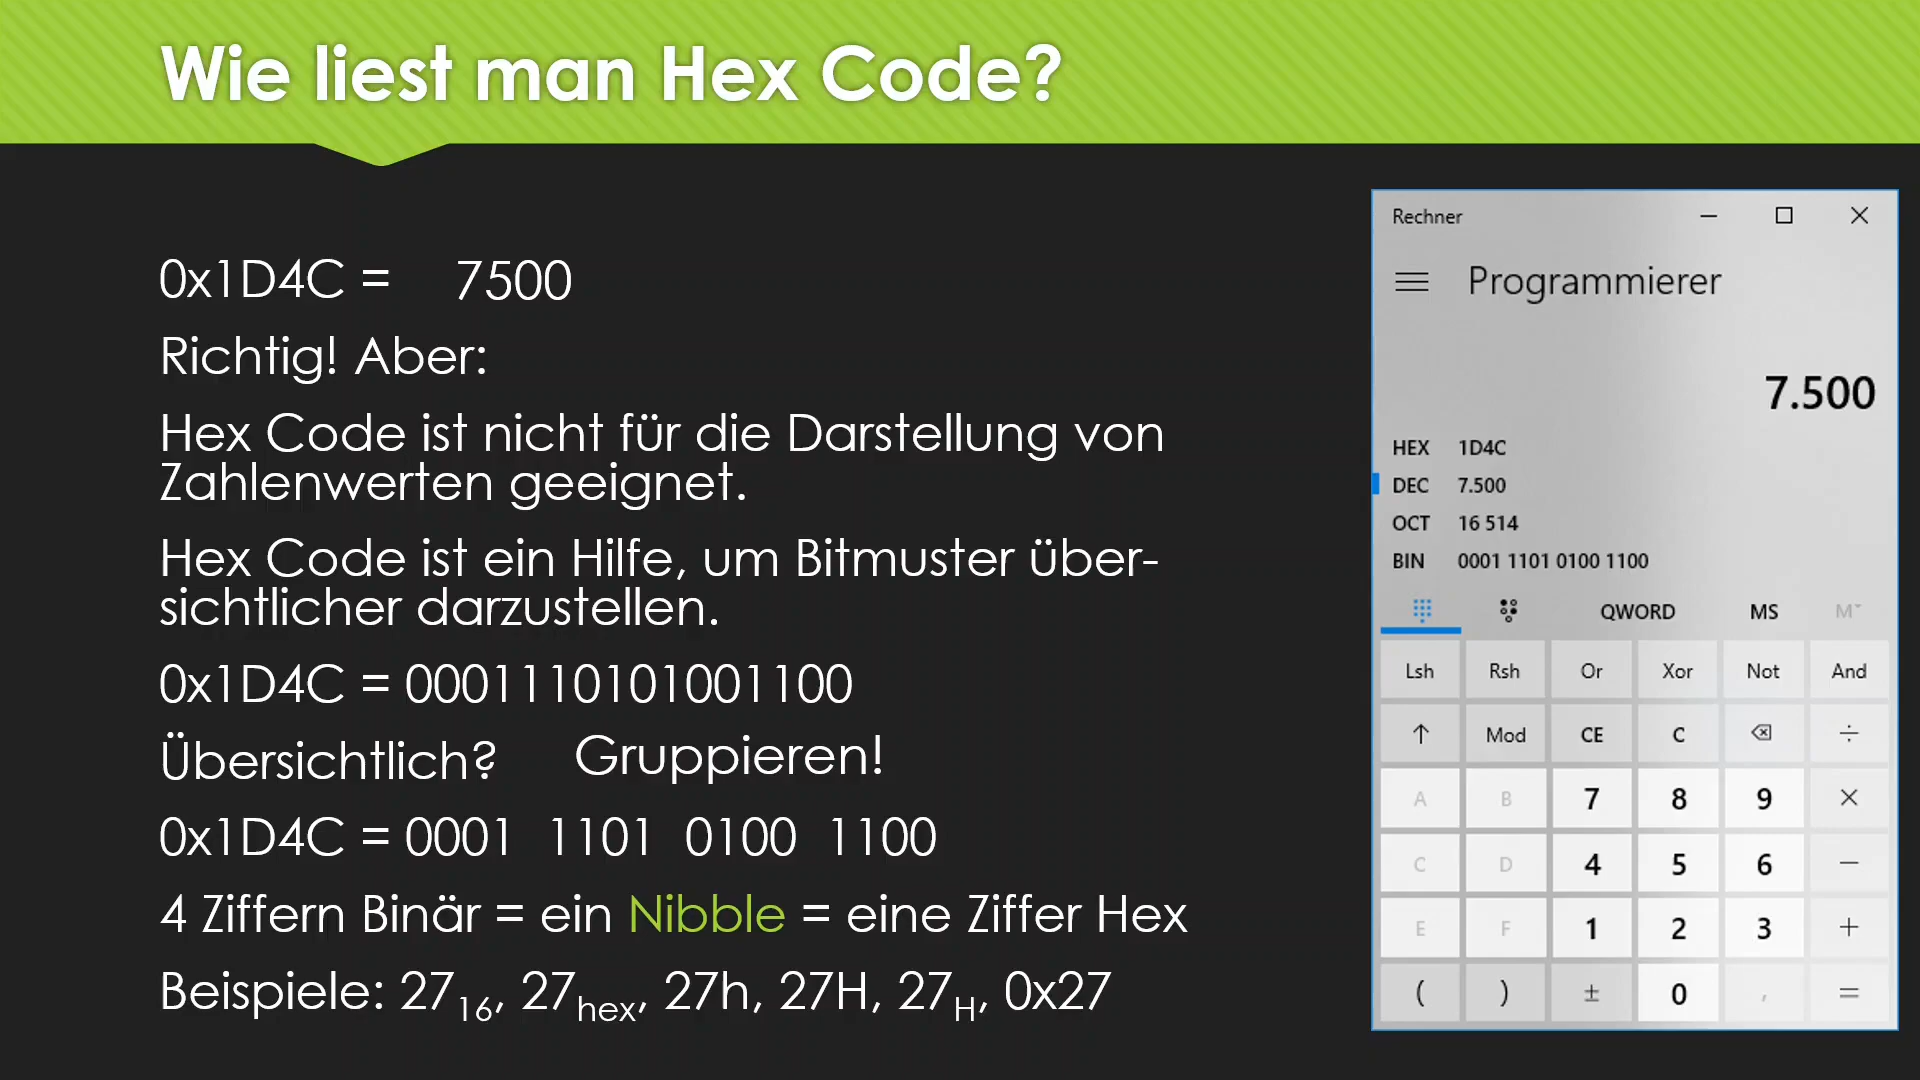 Wie liest man Hex Code?
0x1D4C = 7500
Richtig! Aber:
Hex Code ist nicht für die Darstellung von
Zahlenwerten geeignet.
Hex Code ist ein Hilfe, um Bitmuster über-
sichtlicher darzustellen.
0x1D4C = 0001110101001100
Übersichtlich? Gruppieren!
0x1D4C = 0001 1101 0100 1100
4 Ziffern Binär = ein Nibble = eine Ziffer Hex
Beispiele: 27₁₆, 27hex, 27h, 27H, 27H, 0x27
Rechner
Programmierer
7.500
HEX 1D4C
DEC 7.500
OCT 16 514
BIN 0001 1101 0100 1100
QWORD MS M˅
Lsh Rsh Or Xor Not And
↑ Mod CE C ⌫ ÷
A B 7 8 9 ×
C D 4 5 6 −
E F 1 2 3 +
( ) ± 0 , =